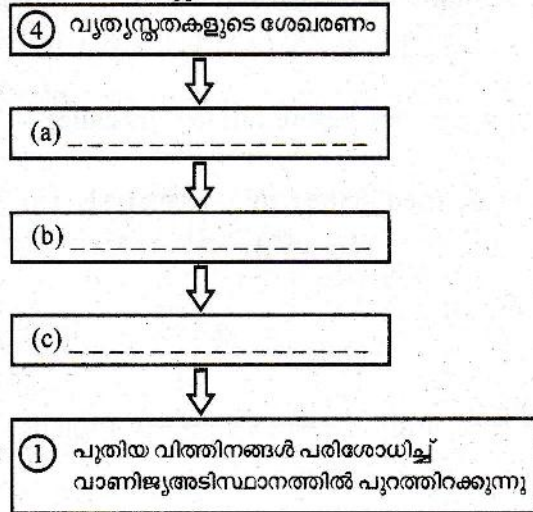 ④ വ്യത്യസ്തതകളുടെ ശേഖരണം
(a) _ _ _ _ _ _ _ _ _ _ _ _ _ _ _
(b) _ _ _ _ _ _ _ _ _ _ _ _ _ _ _
(c) _ _ _ _ _ _ _ _ _ _ _ _ _ _ _
① പുതിയ വിത്തിനങ്ങൾ പരിശോധിച്ച്
വാണിജ്യഅടിസ്ഥാനത്തിൽ പുറത്തിറക്കുന്നു